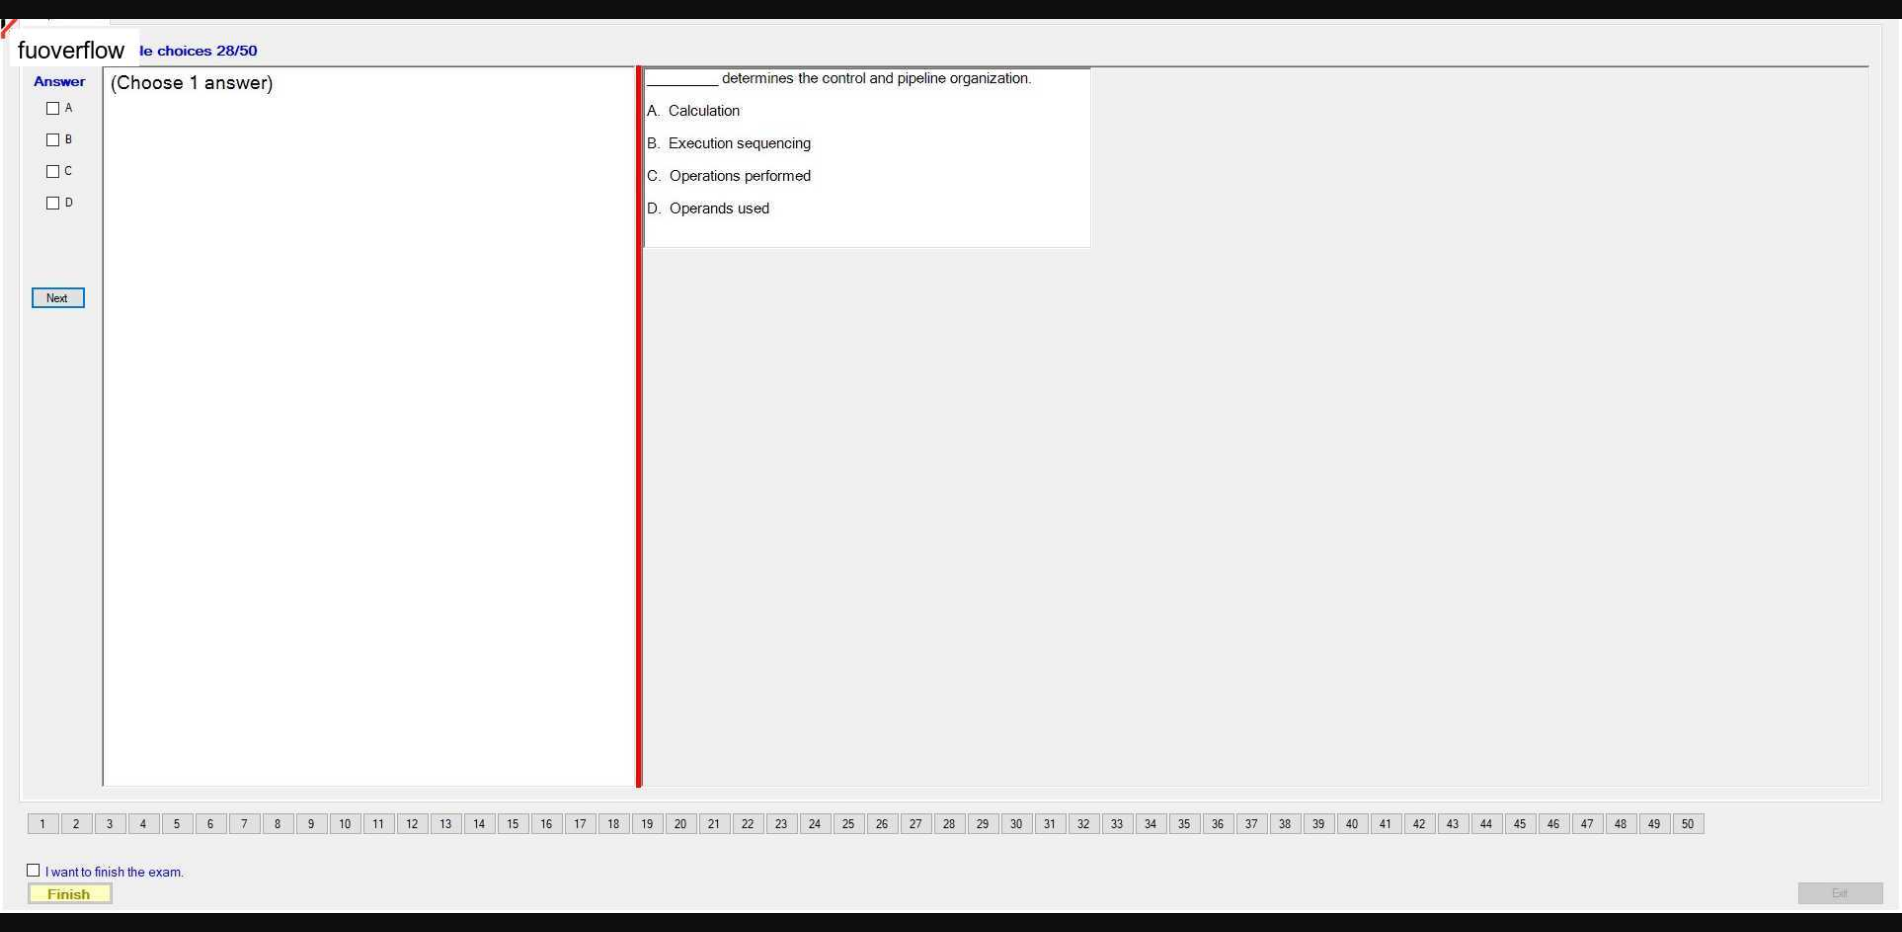 fuoverflow
le choices 28/50
Answer
A
B
C
D
Next
(Choose 1 answer)
_________ determines the control and pipeline organization.
A. Calculation
B. Execution sequencing
C. Operations performed
D. Operands used
1 2 3 4 5 6 7 8 9 10 11 12 13 14 15 16 17 18 19 20 21 22 23 24 25 26 27 28 29 30 31 32 33 34 35 36 37 38 39 40 41 42 43 44 45 46 47 48 49 50
I want to finish the exam.
Finish
Exit